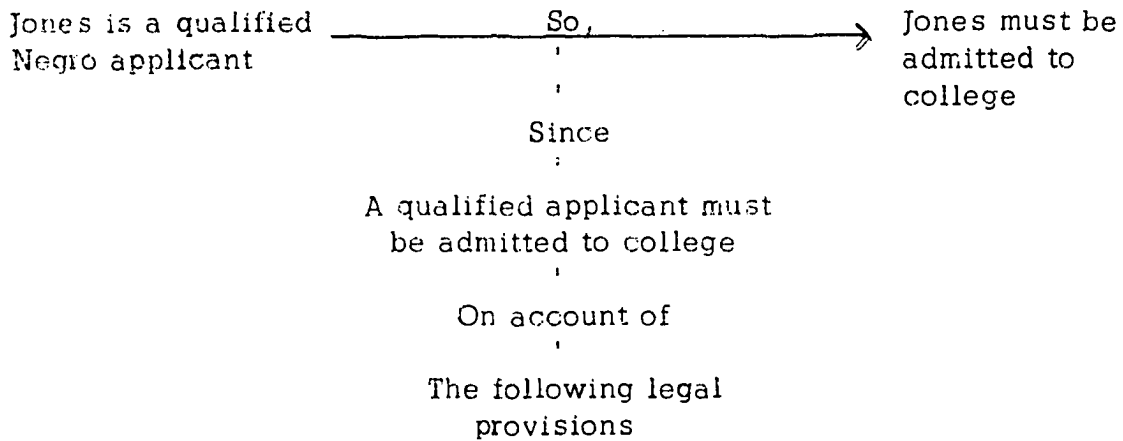 Jones is a qualified
Negro applicant
So,
Jones must be
admitted to
college
Since
A qualified applicant must
be admitted to college
On account of
The following legal
provisions